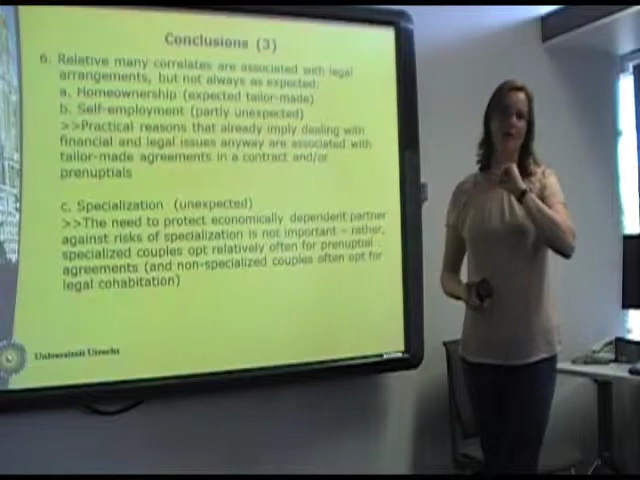 Conclusions (3)
6. Relative many correlates are associated with legal
arrangements, but not always as expected:
a. Homeownership (expected tailor-made)
b. Self-employment (partly unexpected)
>>Practical reasons that already imply dealing with
financial and legal issues anyway are associated with
tailor-made agreements in a contract and/or
prenuptials
c. Specialization (unexpected)
>>The need to protect economically dependent partner
against risks of specialization is not important – rather,
specialized couples opt relatively often for prenuptial
agreements (and non-specialized couples often opt for
legal cohabitation)
Universiteit Utrecht